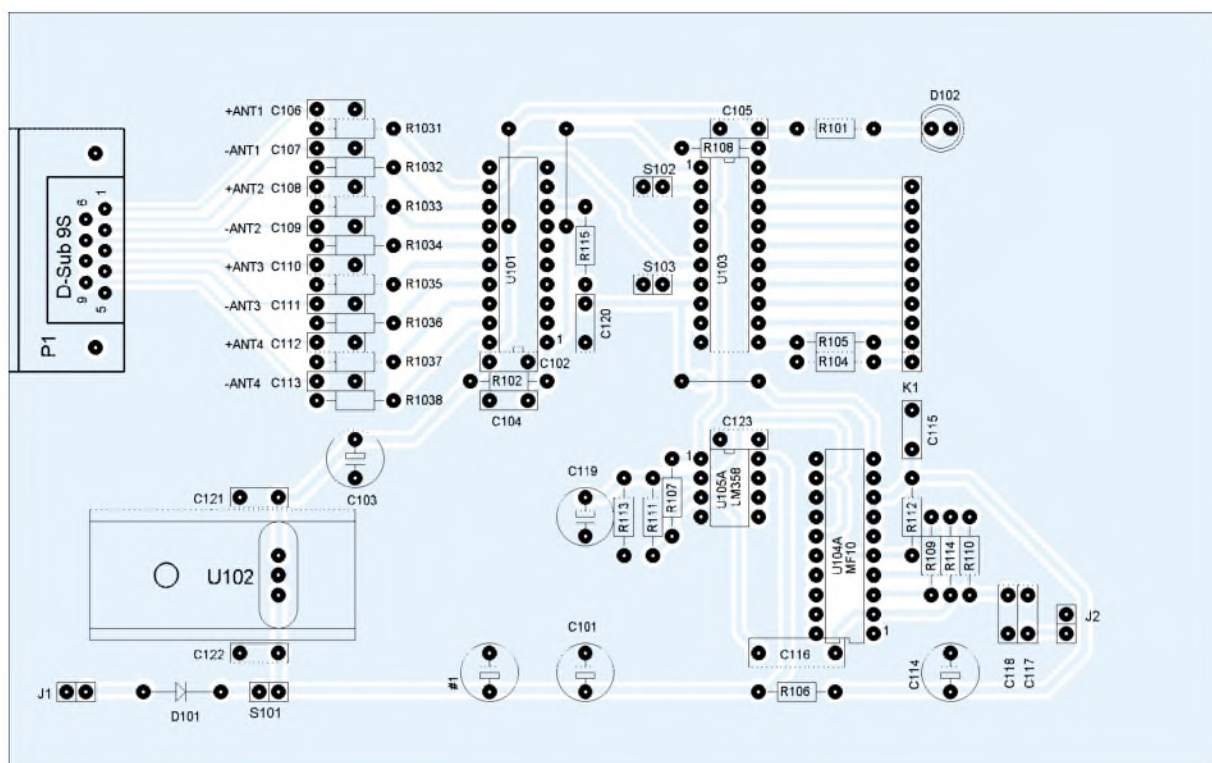 D102
+ANT1 C106
C105
R101
R1031
-ANT1 C107
R108
R1032
S102
1
+ANT2 C108
R1033
6
1
D-Sub 9S
-ANT2 C109
R1034
R115
+ANT3 C110
R1035
U101
S103
U103
9
5
-ANT3 C111
R1036
C120
P1
+ANT4 C112
1
R105
R1037
C102
R104
-ANT4 C113
R102
K1
R1038
C104
C123
C115
C119
1
C103
C121
R113
R111
R107
U105A
LM358
R112
U102
U104A
MF10
R109
R114
R110
J2
C101
1
C122
C116
#1
C114
C118
C117
J1
D101
S101
R106